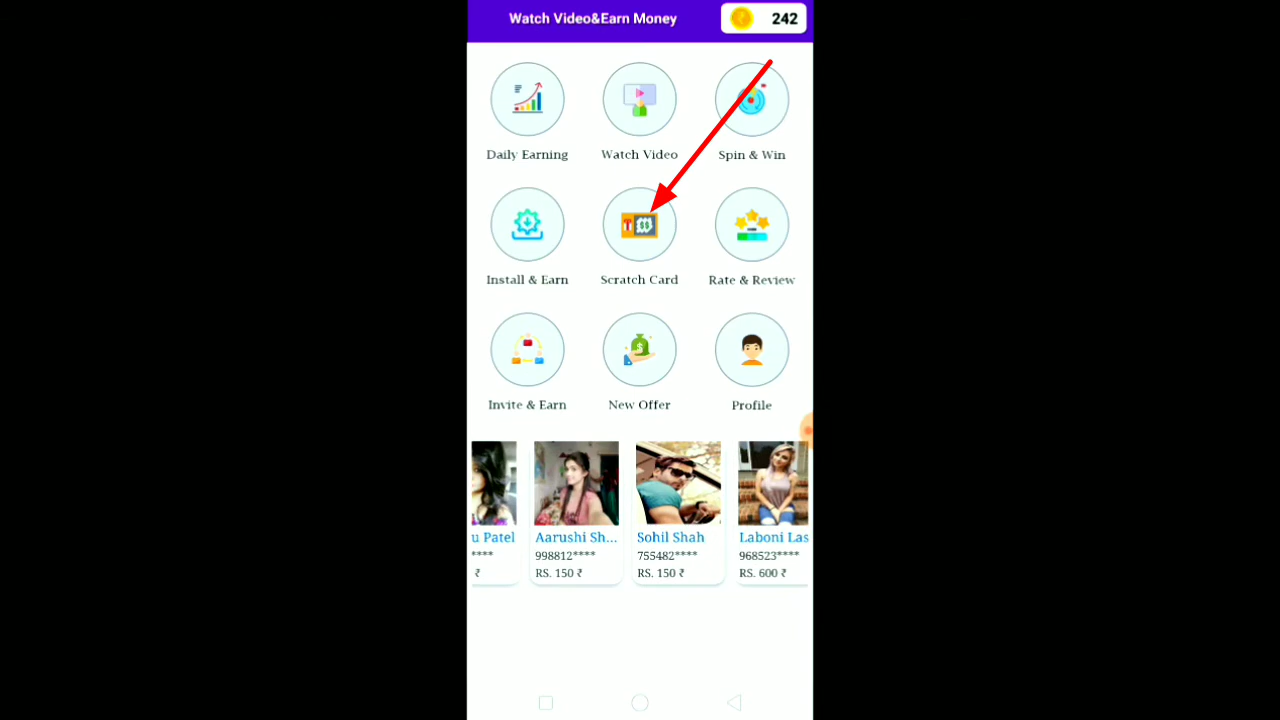 Watch Video&Earn Money
242
Daily Earning
Watch Video
Spin & Win
Install & Earn
Scratch Card
Rate & Review
Invite & Earn
New Offer
Profile
u Patel
Aarushi Sh...
Sohil Shah
Laboni Las
****
998812****
755482****
968523****
₹
RS. 150 ₹
RS. 150 ₹
RS. 600 ₹